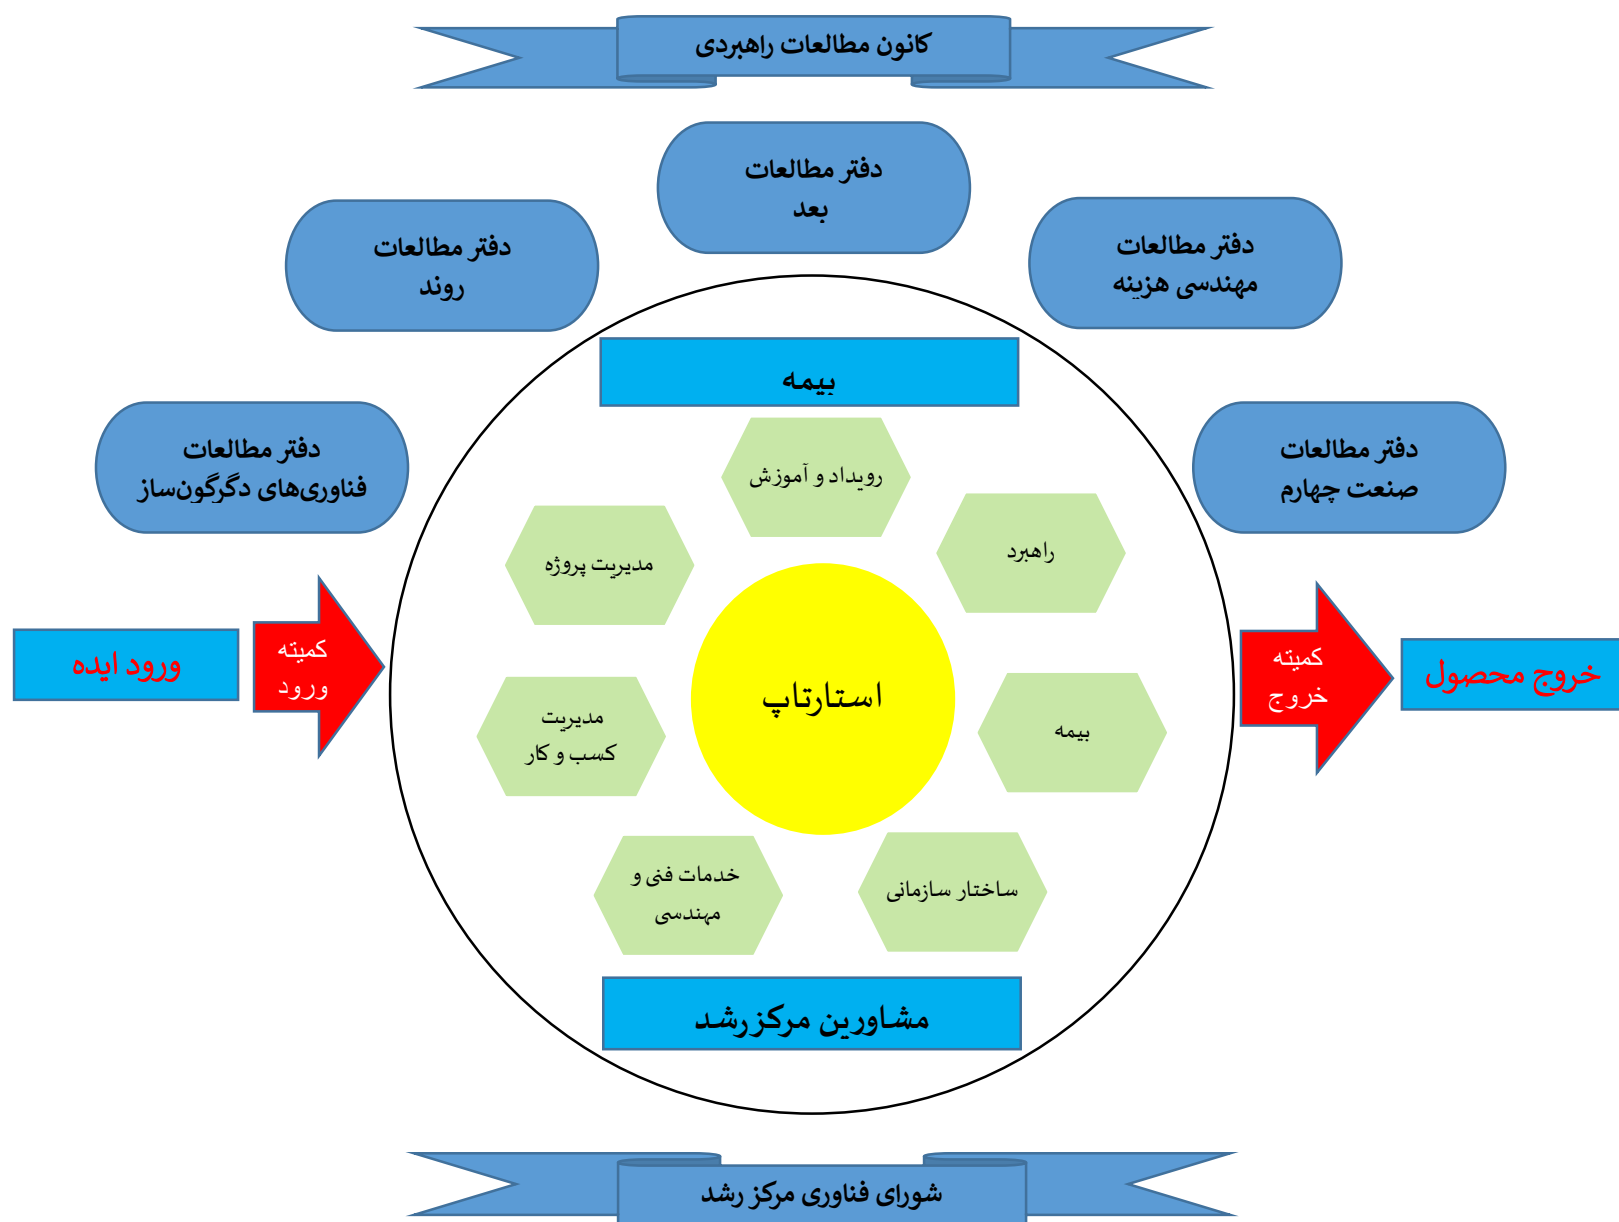 کانون مطالعات راهبردی
دفتر مطالعات
بعد
دفتر مطالعات
مهندسی هزینه
دفتر مطالعات
روند
دفتر مطالعات
صنعت چهارم
دفتر مطالعات
فناوری‌های دگرگون‌ساز
بیمه
رویداد و آموزش
راهبرد
مدیریت پروژه
خروج محصول
کمیته
خروج
بیمه
استارتاپ
مدیریت
کسب و کار
کمیته
ورود
ورود ایده
ساختار سازمانی
خدمات فنی و
مهندسی
مشاورین مرکز رشد
شورای فناوری مرکز رشد